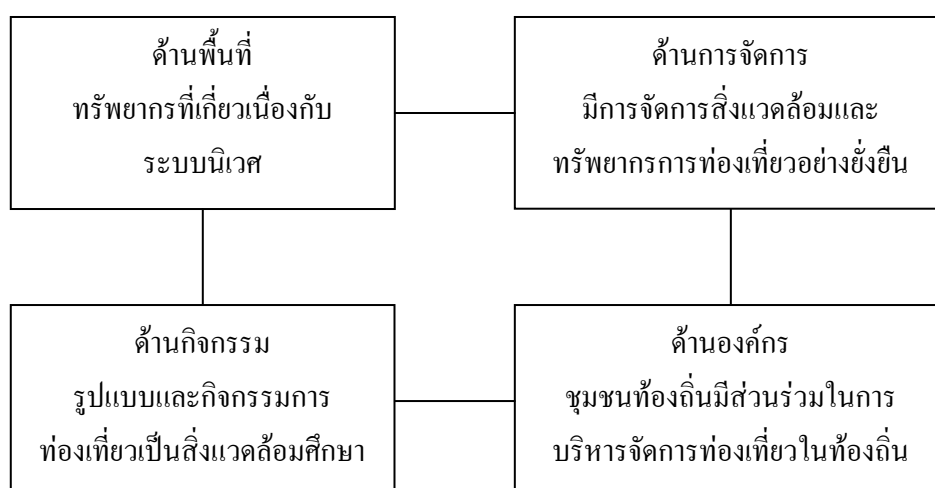 ด้านพื้นที่
ทรัพยากรที่เกี่ยวเนื่องกับ
ระบบนิเวศ
ด้านการจัดการ
มีการจัดการสิ่งแวดล้อมและ
ทรัพยากรการท่องเที่ยวอย่างยั่งยืน
ด้านกิจกรรม
รูปแบบและกิจกรรมการ
ท่องเที่ยวเป็นสิ่งแวดล้อมศึกษา
ด้านองค์กร
ชุมชนท้องถิ่นมีส่วนร่วมในการ
บริหารจัดการท่องเที่ยวในท้องถิ่น